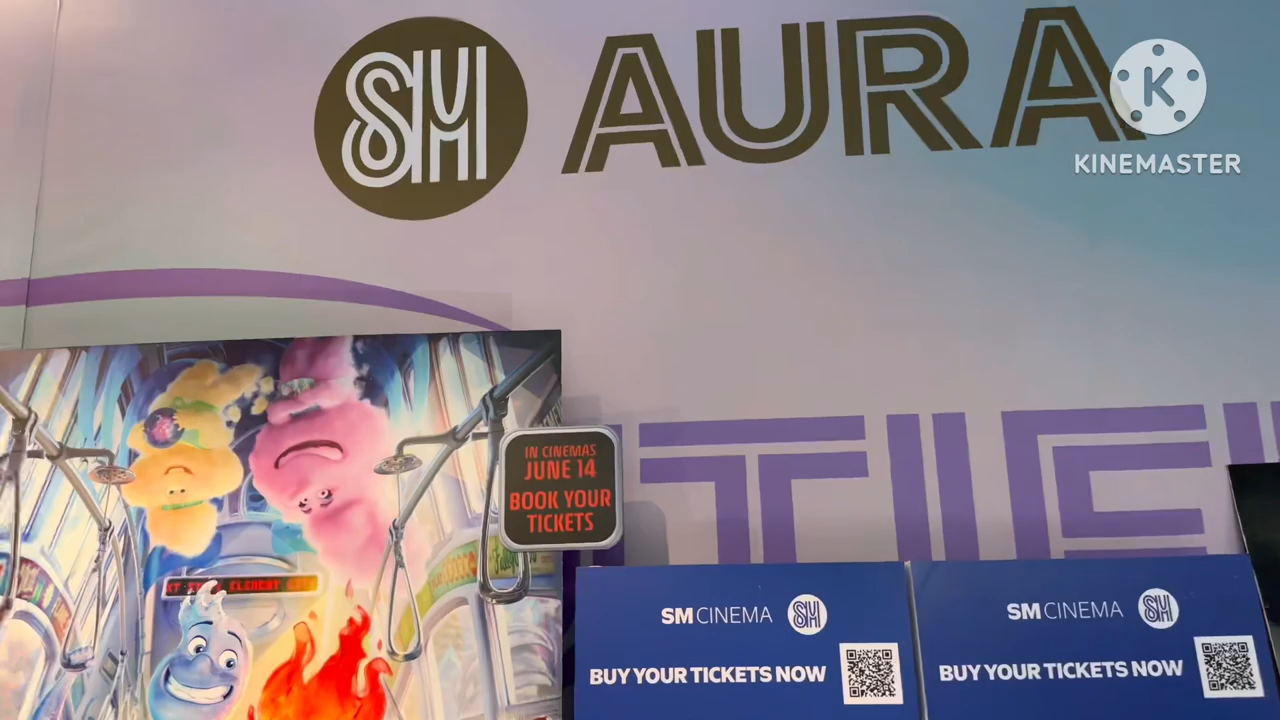 SM AURA
K
KINEMASTER
IN CINEMAS
JUNE 14
BOOK YOUR
TICKETS
SM CINEMA SM
BUY YOUR TICKETS NOW
SM CINEMA SM
BUY YOUR TICKETS NOW